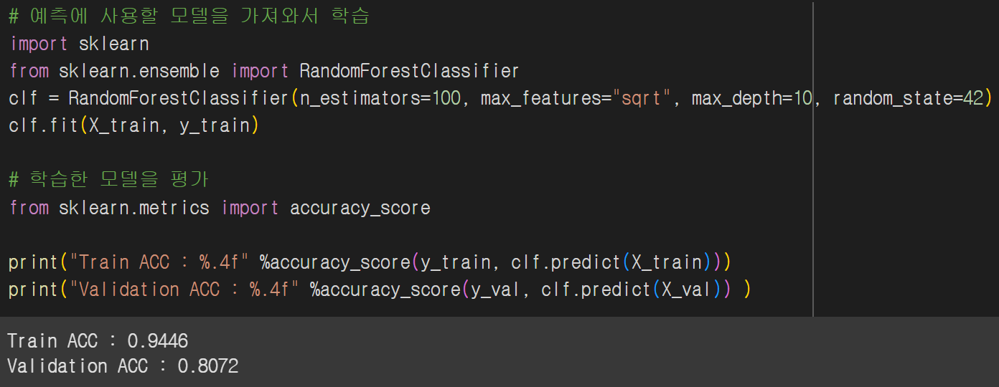 # 예측에 사용할 모델을 가져와서 학습
import sklearn
from sklearn.ensemble import RandomForestClassifier
clf = RandomForestClassifier(n_estimators=100, max_features="sqrt", max_depth=10, random_state=42)
clf.fit(X_train, y_train)
# 학습한 모델을 평가
from sklearn.metrics import accuracy_score
print("Train ACC : %.4f" %accuracy_score(y_train, clf.predict(X_train)))
print("Validation ACC : %.4f" %accuracy_score(y_val, clf.predict(X_val)) )
Train ACC : 0.9446
Validation ACC : 0.8072